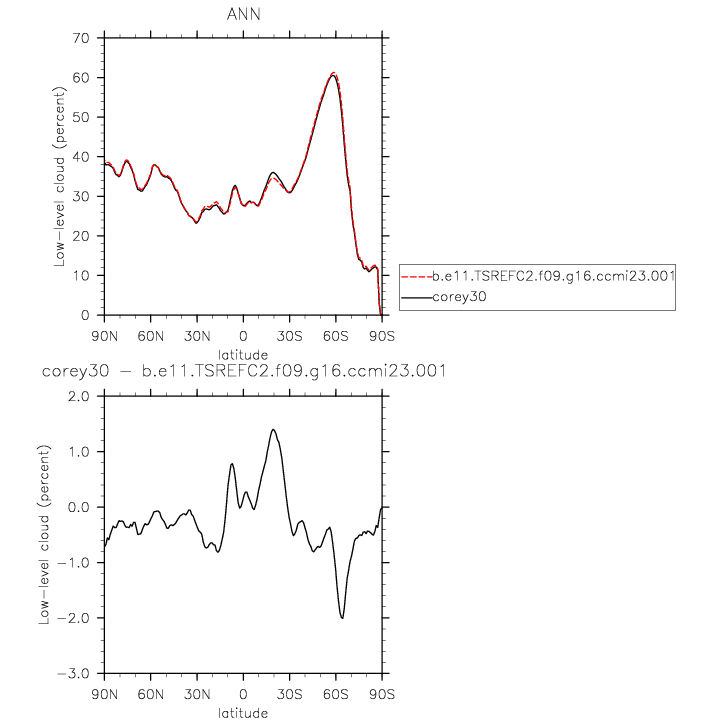 ANN
70
60
50
40
30
20
10
0
Low-level cloud (percent)
90N 60N 30N 0 30S 60S 90S
latitude
b.e11.TSREFC2.f09.g16.ccmi23.001
corey30
corey30 - b.e11.TSREFC2.f09.g16.ccmi23.001
2.0
1.0
0.0
-1.0
-2.0
-3.0
Low-level cloud (percent)
90N 60N 30N 0 30S 60S 90S
latitude